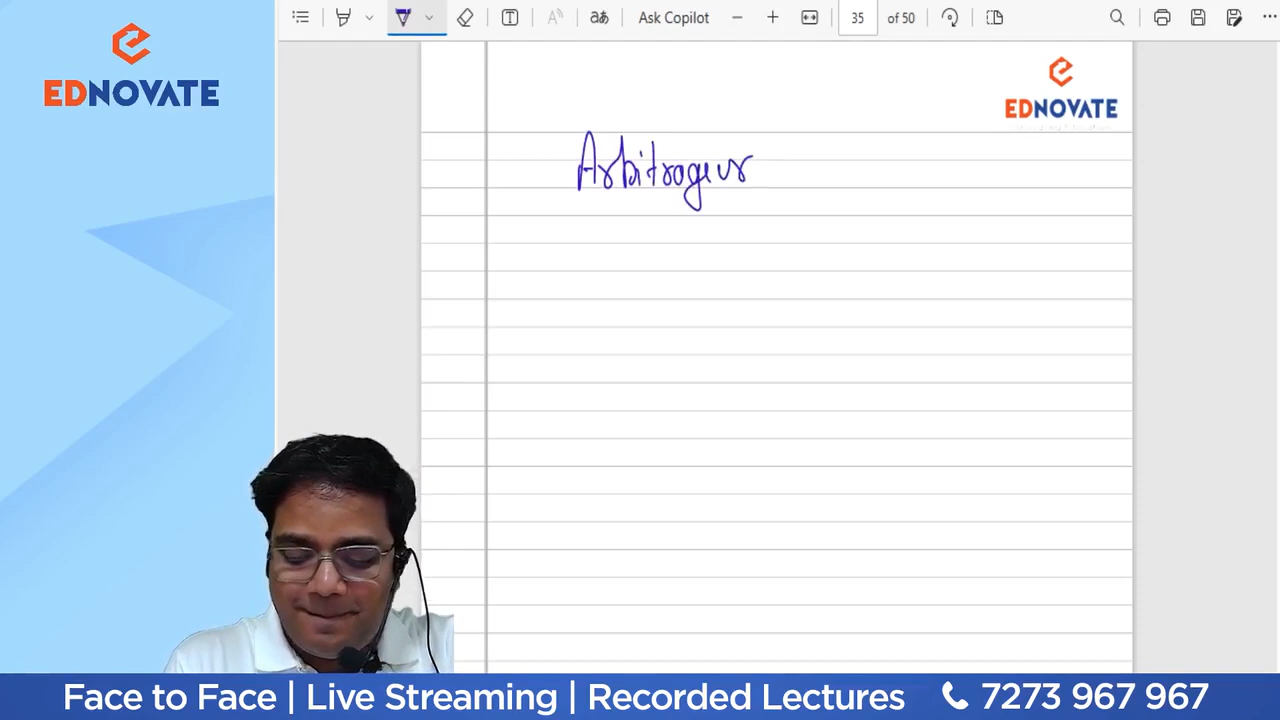 Ask Copilot
35 of 50
EDNOVATE
EDNOVATE
Arbitrageur
Face to Face | Live Streaming | Recorded Lectures 7273 967 967